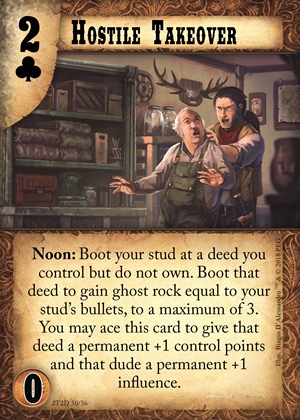 2
Hostile Takeover
Noon: Boot your stud at a deed you
control but do not own. Boot that
deed to gain ghost rock equal to your
stud's bullets, to a maximum of 3.
You may ace this card to give that
deed a permanent +1 control points
and that dude a permanent +1
influence.
0
2T2D 50/56